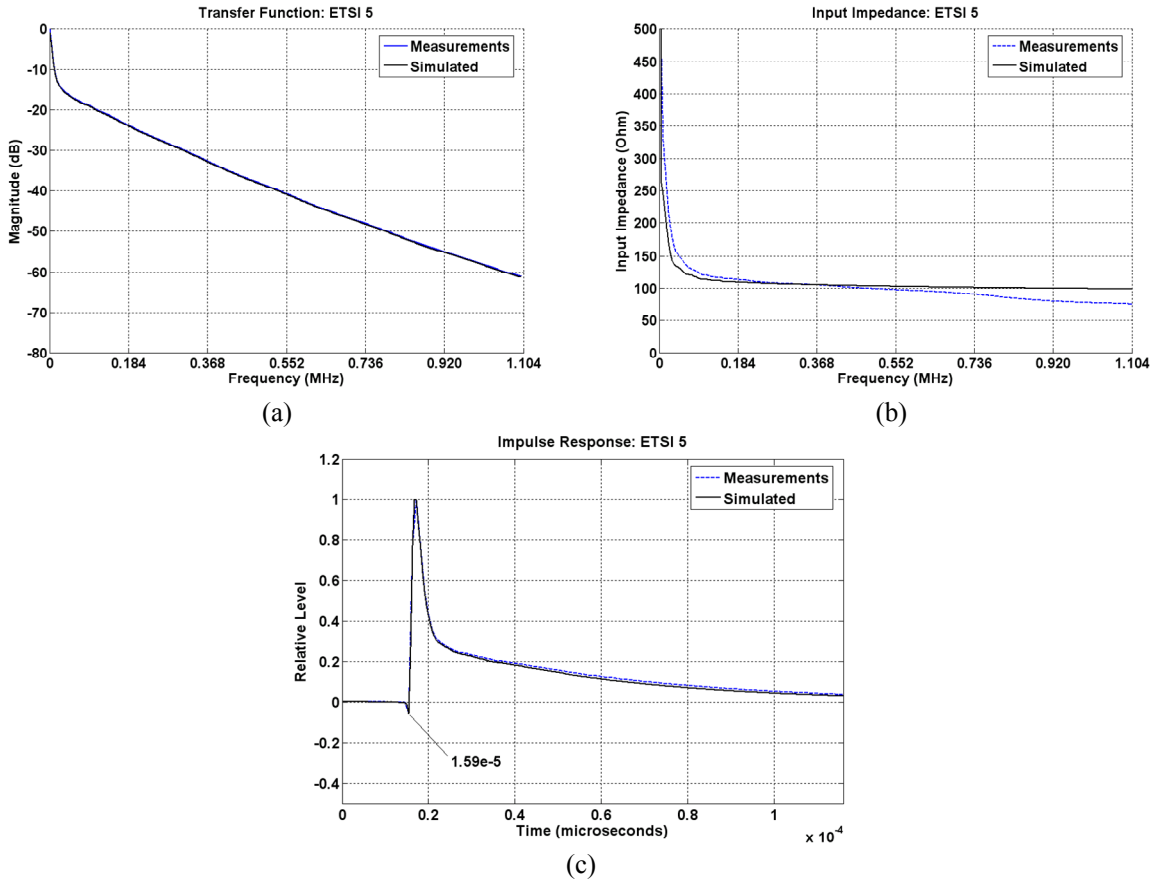 Transfer Function: ETSI 5
Measurements
Simulated
0
-10
-20
-30
-40
-50
-60
-70
-80
Magnitude (dB)
0 0.184 0.368 0.552 0.736 0.920 1.104
Frequency (MHz)
(a)
Input Impedance: ETSI 5
Measurements
Simulated
500
450
400
350
300
250
200
150
100
50
0
Input Impedance (Ohm)
0 0.184 0.368 0.552 0.736 0.920 1.104
Frequency (MHz)
(b)
Impulse Response: ETSI 5
Measurements
Simulated
1.2
1
0.8
0.6
0.4
0.2
0
-0.2
-0.4
Relative Level
1.59e-5
0 0.2 0.4 0.6 0.8 1
Time (microseconds)
x 10^-4
(c)